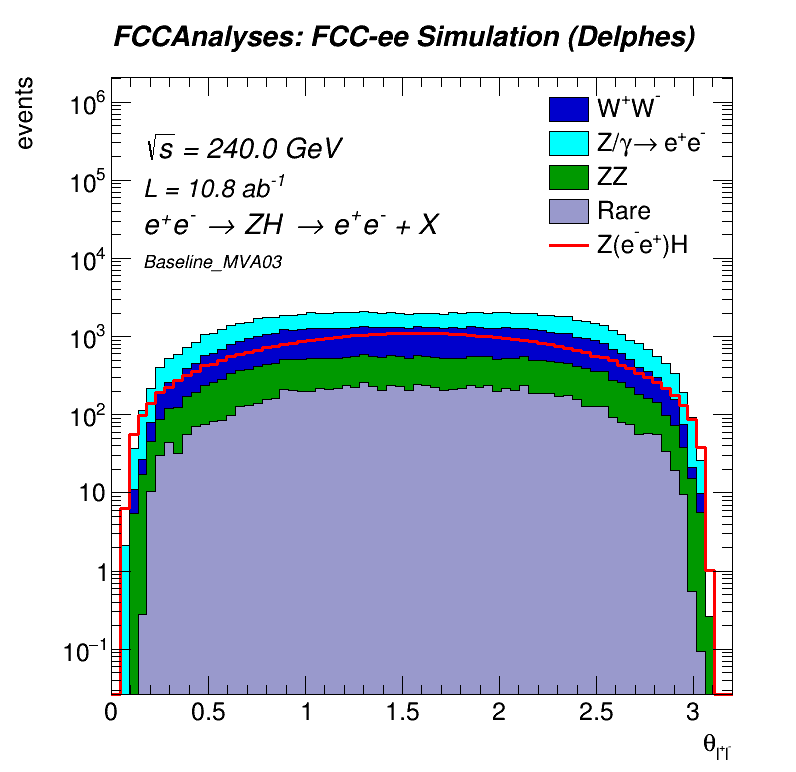 FCCAnalyses: FCC-ee Simulation (Delphes)
events
√s = 240.0 GeV
L = 10.8 ab⁻¹
e⁺e⁻ → ZH → e⁺e⁻ + X
Baseline_MVA03
W⁺W⁻
Z/γ→ e⁺e⁻
ZZ
Rare
Z(e⁻e⁺)H
10⁶
10⁵
10⁴
10³
10²
10
1
10⁻¹
0 0.5 1 1.5 2 2.5 3
θ_l⁺l⁻